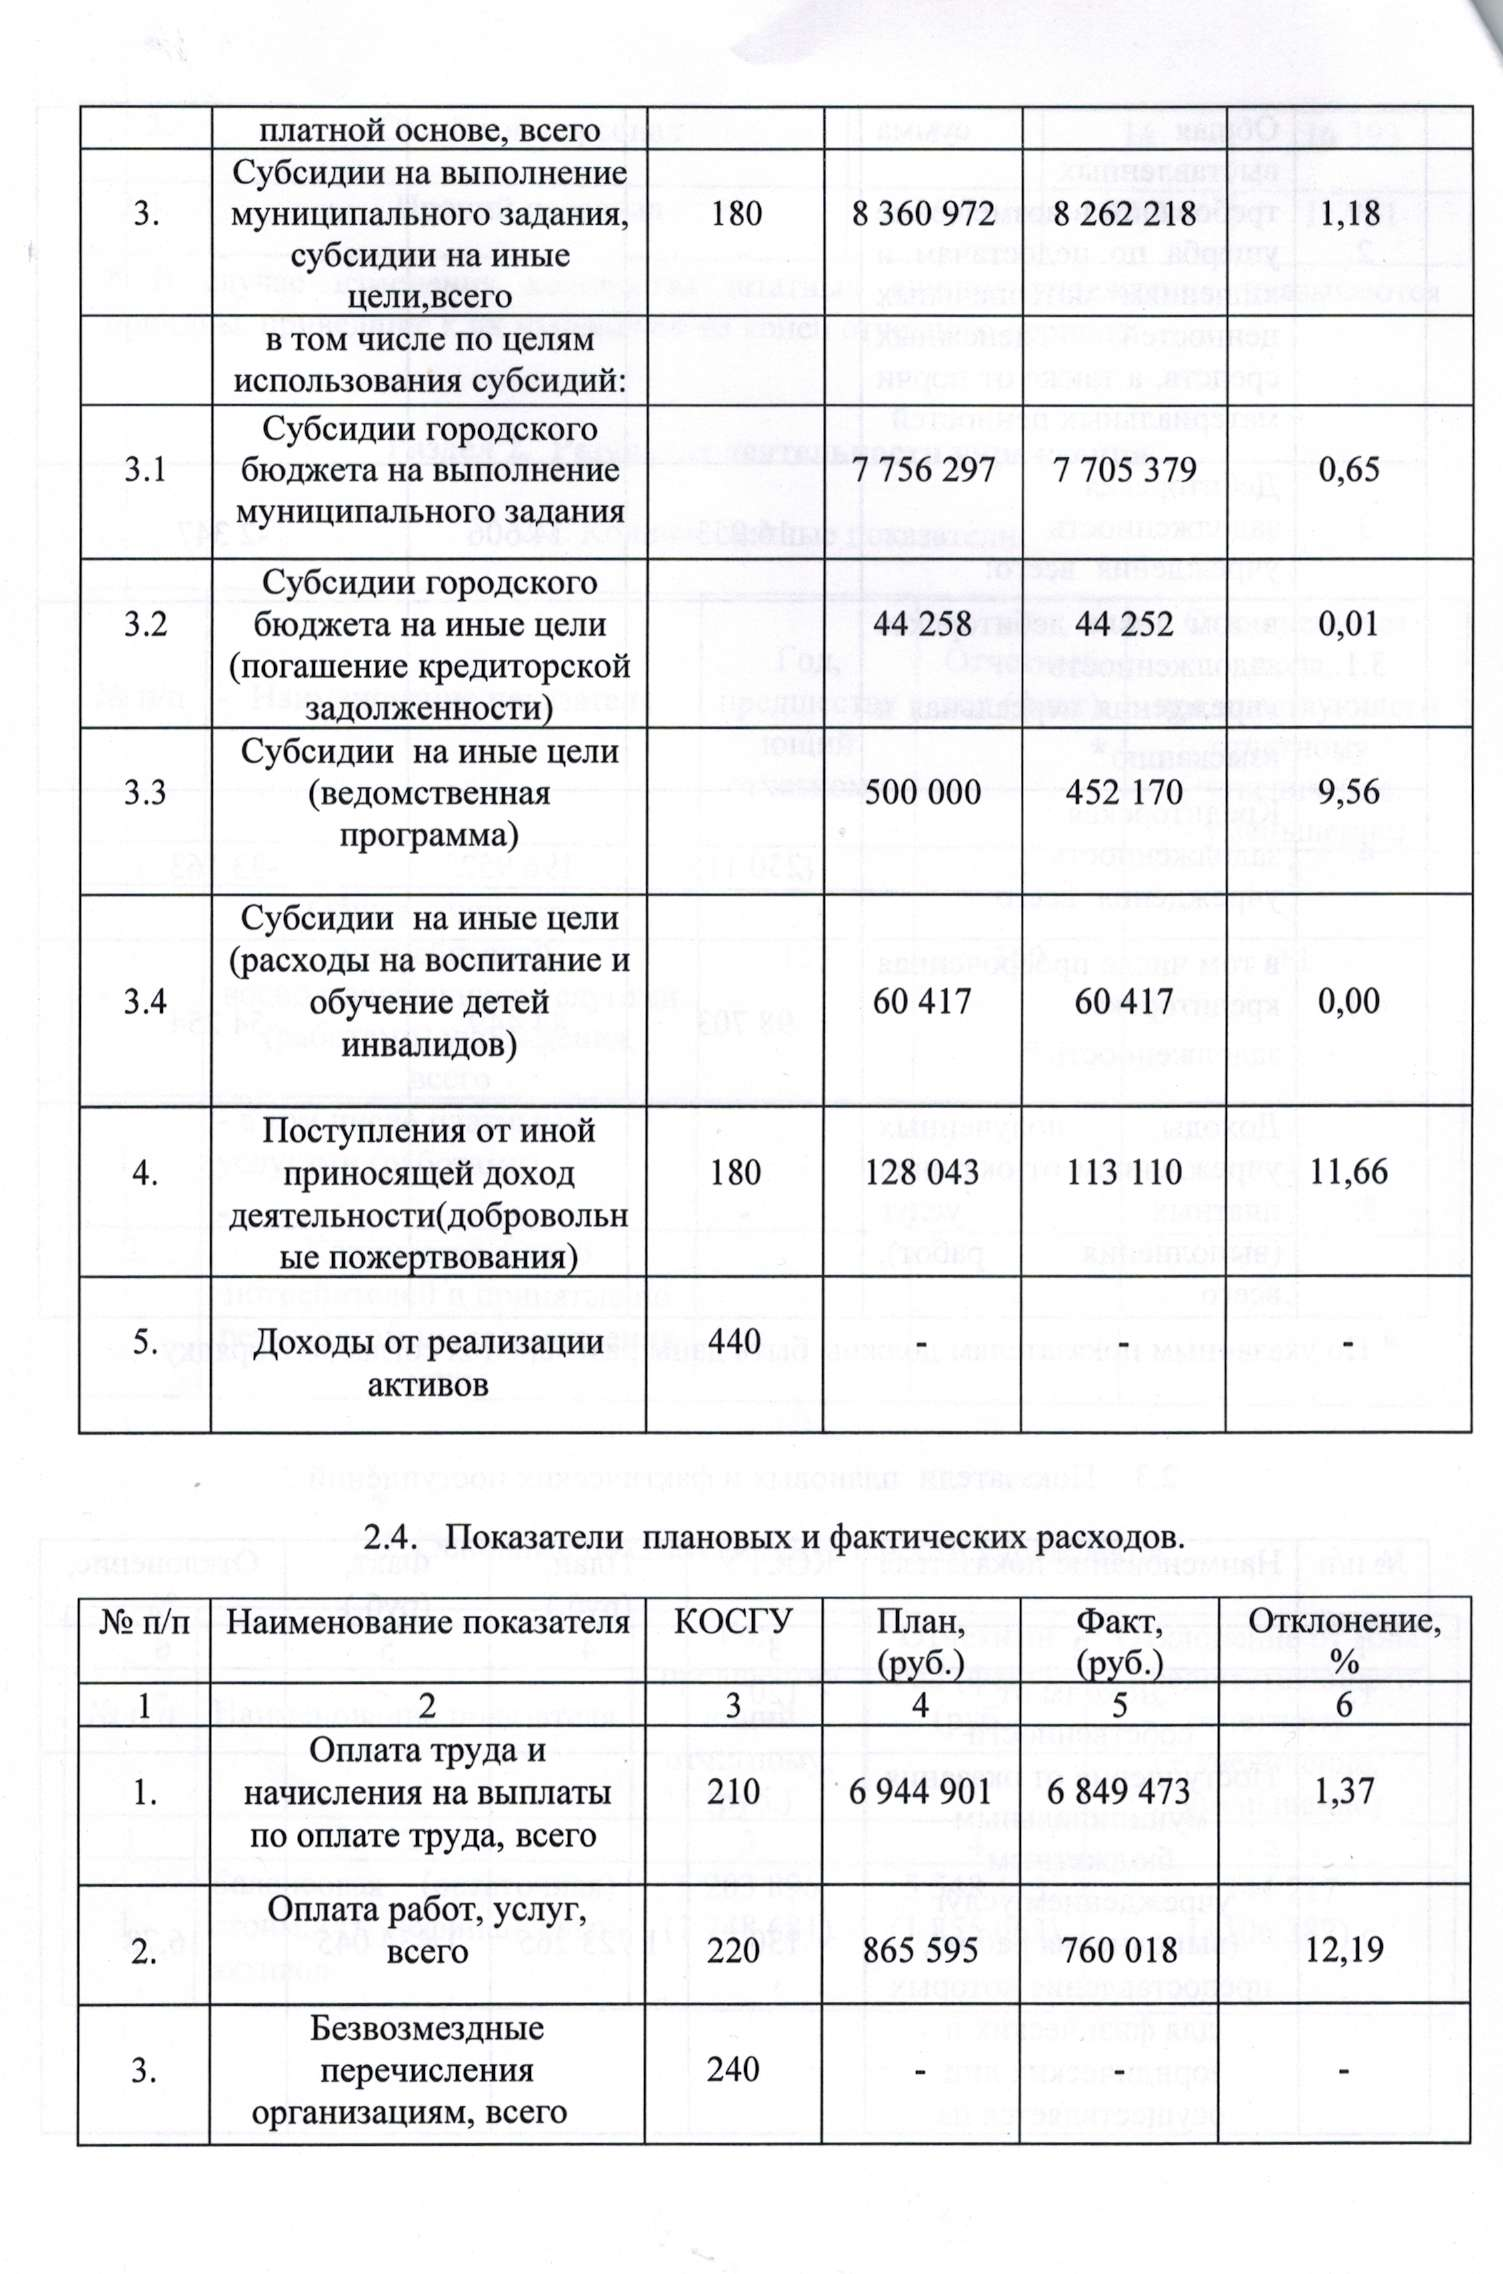 платной основе, всего
Субсидии на выполнение
3. муниципального задания, 180 8 360 972 8 262 218 1,18
субсидии на иные
цели,всего
в том числе по целям
использования субсидий:
Субсидии городского
3.1 бюджета на выполнение 7 756 297 7 705 379 0,65
муниципального задания
Субсидии городского
3.2 бюджета на иные цели 44 258 44 252 0,01
(погашение кредиторской
задолженности)
Субсидии на иные цели
3.3 (ведомственная 500 000 452 170 9,56
программа)
Субсидии на иные цели
(расходы на воспитание и
3.4 обучение детей 60 417 60 417 0,00
инвалидов)
Поступления от иной
4. приносящей доход 180 128 043 113 110 11,66
деятельности(добровольн
ые пожертвования)
5. Доходы от реализации 440 - - -
активов
2.4. Показатели плановых и фактических расходов.
№ п/п Наименование показателя КОСГУ План, Факт, Отклонение,
(руб.) (руб.) %
1 2 3 4 5 6
Оплата труда и
1. начисления на выплаты 210 6 944 901 6 849 473 1,37
по оплате труда, всего
Оплата работ, услуг,
2. всего 220 865 595 760 018 12,19
Безвозмездные
3. перечисления 240 - - -
организациям, всего